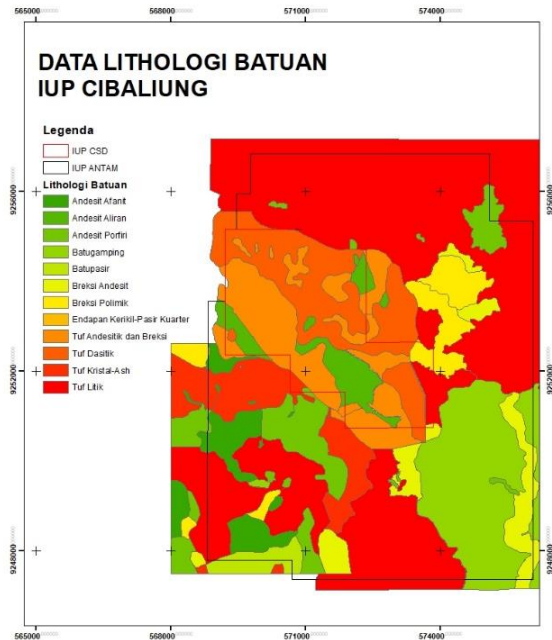 565000 568000 571000 574000
DATA LITHOLOGI BATUAN
IUP CIBALIUNG
Legenda
IUP CSD
IUP ANTAM
Lithologi Batuan
Andesit Afanit
Andesit Aliran
Andesit Porfiri
Batugamping
Batupasir
Breksi Andesit
Breksi Polimik
Endapan Kerikil-Pasir Kuarter
Tuf Andesitik dan Breksi
Tuf Dasitik
Tuf Kristal-Ash
Tuf Litik
9252000 9252000
9248000 9248000
565000 568000 571000 574000